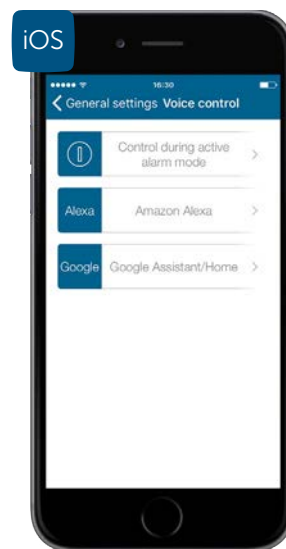 iOS
16:30
General settings Voice control
Control during active
alarm mode
Alexa Amazon Alexa
Google Google Assistant/Home